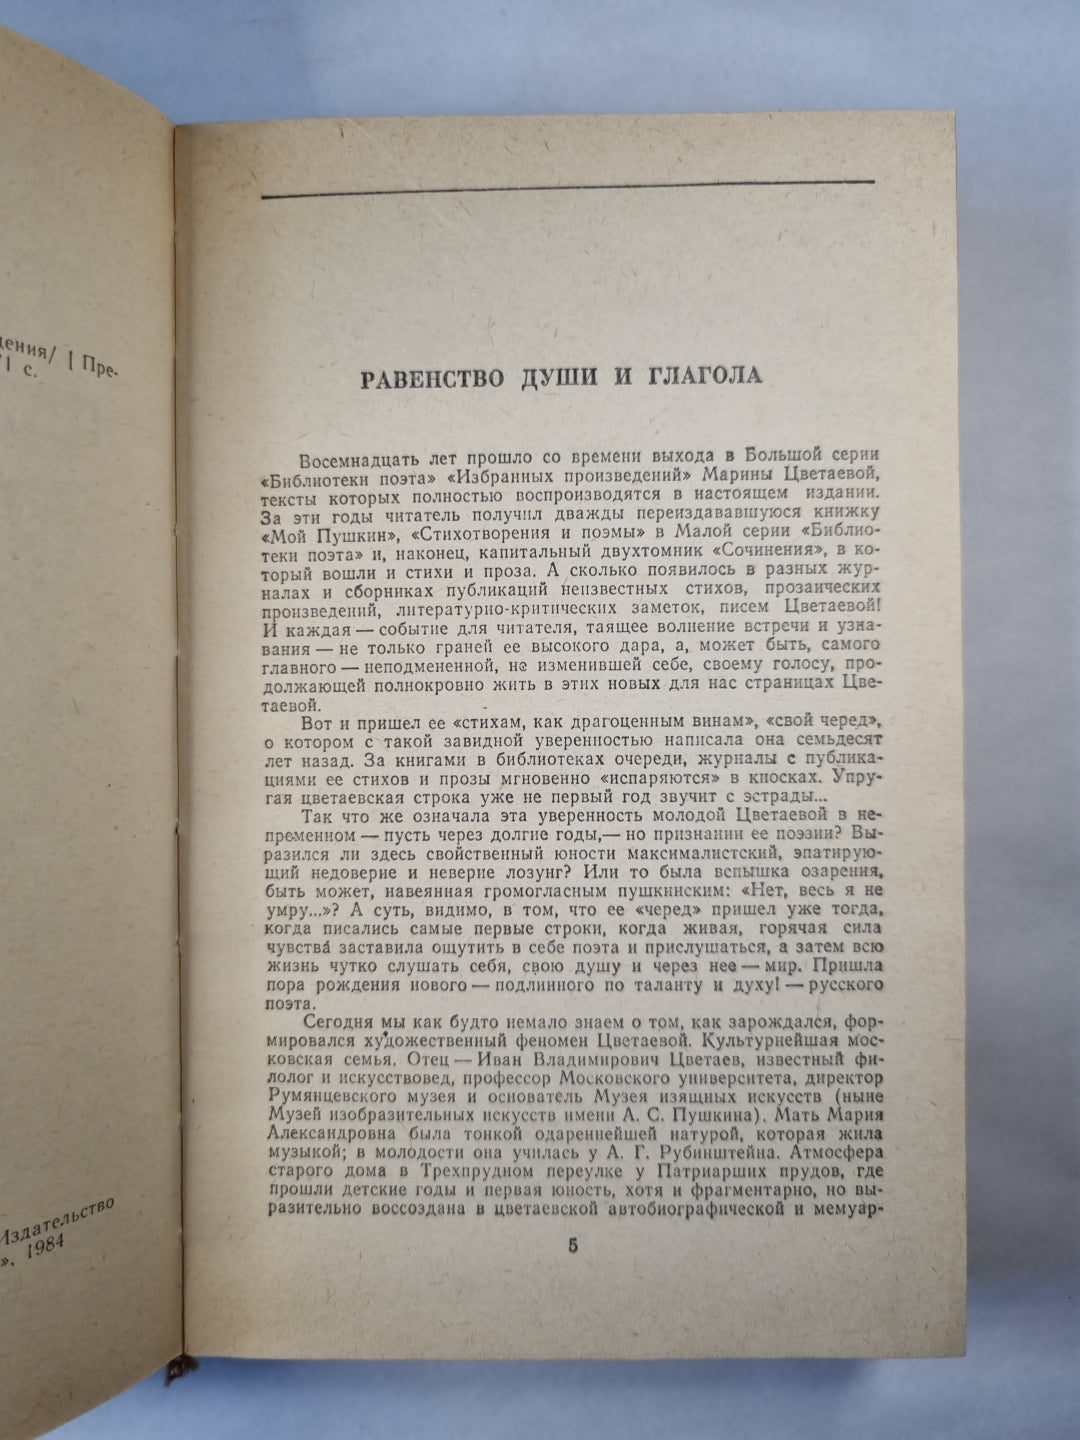 дения/ [ Пре-
1 с.
Издательство
». 1984
РАВЕНСТВО ДУШИ И ГЛАГОЛА
Восемнадцать лет прошло со времени выхода в Большой серии
«Библиотеки поэта» «Избранных произведений» Марины Цветаевой,
тексты которых полностью воспроизводятся в настоящем издании.
За эти годы читатель получил дважды переиздававшуюся книжку
«Мой Пушкин», «Стихотворения и поэмы» в Малой серии «Библио-
теки поэта» и, наконец, капитальный двухтомник «Сочинения», в ко-
торый вошли и стихи и проза. А сколько появилось в разных жур-
налах и сборниках публикаций неизвестных стихов, прозаических
произведений, литературно-критических заметок, писем Цветаевой!
И каждая — событие для читателя, таящее волнение встречи и узна-
вания — не только граней ее высокого дара, а, может быть, самого
главного — неподмененной, не изменившей себе, своему голосу, про-
должающей полнокровно жить в этих новых для нас страницах Цве-
таевой.
Вот и пришел ее «стихам, как драгоценным винам», «свой черед»,
о котором с такой завидной уверенностью написала она семьдесят
лет назад. За книгами в библиотеках очереди, журналы с публика-
циями ее стихов и прозы мгновенно «испаряются» в киосках. Упру-
гая цветаевская строка уже не первый год звучит с эстрады...
Так что же означала эта уверенность молодой Цветаевой в не-
пременном — пусть через долгие годы,— но признании ее поэзии? Вы-
разился ли здесь свойственный юности максималистский, эпатирую-
щий недоверие и неверие лозунг? Или то была вспышка озарения,
быть может, навеянная громогласным пушкинским: «Нет, весь я не
умру...»? А суть, видимо, в том, что ее «черед» пришел уже тогда,
когда писались самые первые строки, когда живая, горячая сила
чувства́ заставила ощутить в себе поэта и прислушаться, а затем всю
жизнь чутко слушать себя, свою душу и через нее — мир. Пришла
пора рождения нового — подлинного по таланту и духу! — русского
поэта.
Сегодня мы как будто немало знаем о том, как зарождался, фор-
мировался художественный феномен Цветаевой. Культурнейшая мос-
ковская семья. Отец — Иван Владимирович Цветаев, известный фи-
лолог и искусствовед, профессор Московского университета, директор
Румянцевского музея и основатель Музея изящных искусств (ныне
Музей изобразительных искусств имени А. С. Пушкина). Мать Мария
Александровна была тонкой одареннейшей натурой, которая жила
музыкой; в молодости она училась у А. Г. Рубинштейна. Атмосфера
старого дома в Трехпрудном переулке у Патриарших прудов, где
прошли детские годы и первая юность, хотя и фрагментарно, но вы-
разительно воссоздана в цветаевской автобиографической и мемуар-
5